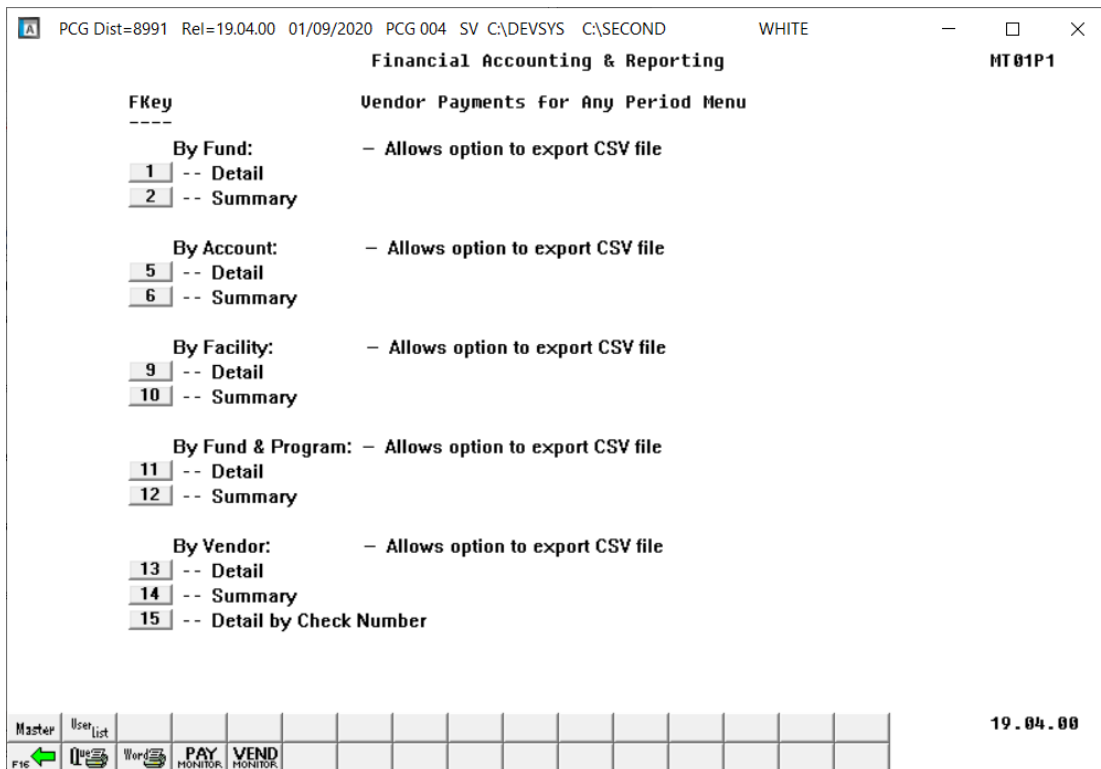 A PCG Dist=8991 Rel=19.04.00 01/09/2020 PCG 004 SV C:\DEVSYS C:\SECOND WHITE
Financial Accounting & Reporting MT01P1
FKey Vendor Payments for Any Period Menu
----
By Fund: – Allows option to export CSV file
1 -- Detail
2 -- Summary
By Account: – Allows option to export CSV file
5 -- Detail
6 -- Summary
By Facility: – Allows option to export CSV file
9 -- Detail
10 -- Summary
By Fund & Program: – Allows option to export CSV file
11 -- Detail
12 -- Summary
By Vendor: – Allows option to export CSV file
13 -- Detail
14 -- Summary
15 -- Detail by Check Number
Master User List 19.04.00
F16 Que Word PAY MONITOR VEND MONITOR